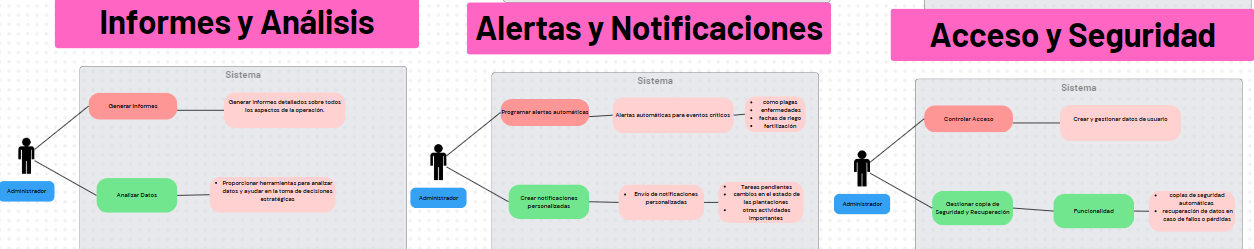 Informes y Análisis
Sistema
Generar Informes
Generar informes detallados sobre todos
los aspectos de la operación.
Administrador
Analizar Datos
Proporcionar herramientas para analizar
datos y ayudar en la toma de decisiones
estratégicas
Alertas y Notificaciones
Sistema
Programar alertas automáticas
Alertas automáticas para eventos críticos
como plagas
enfermedades
fechas de riego
fertilización
Administrador
Crear notificaciones
personalizadas
Envío de notificaciones
personalizadas
Tareas pendientes
cambios en el estado de
las plantaciones
otras actividades
importantes
Acceso y Seguridad
Sistema
Controlar Acceso
Crear y gestionar datos de usuario
Administrador
Gestionar copia de
Seguridad y Recuperación
Funcionalidad
copias de seguridad
automáticas
recuperación de datos en
caso de fallos o pérdidas